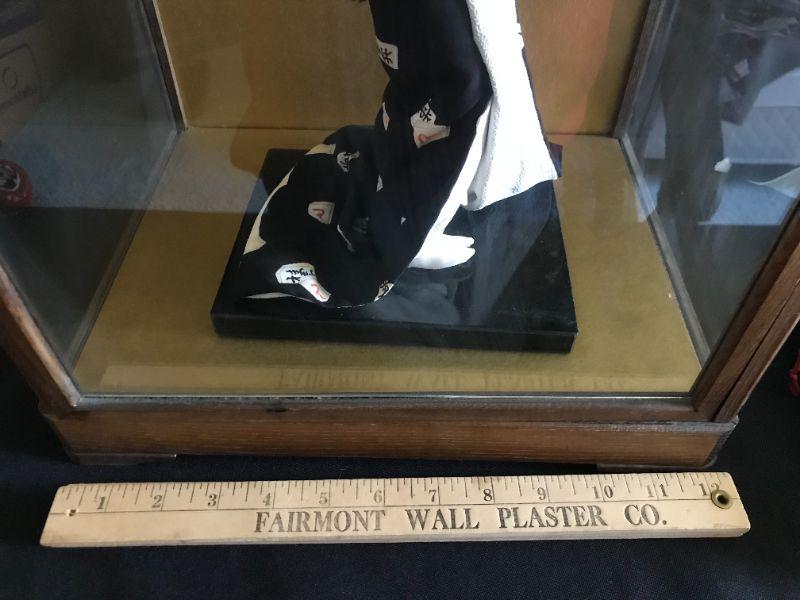 1 2 3 4 5 6 7 8 9 10 11 12
FAIRMONT WALL PLASTER CO.